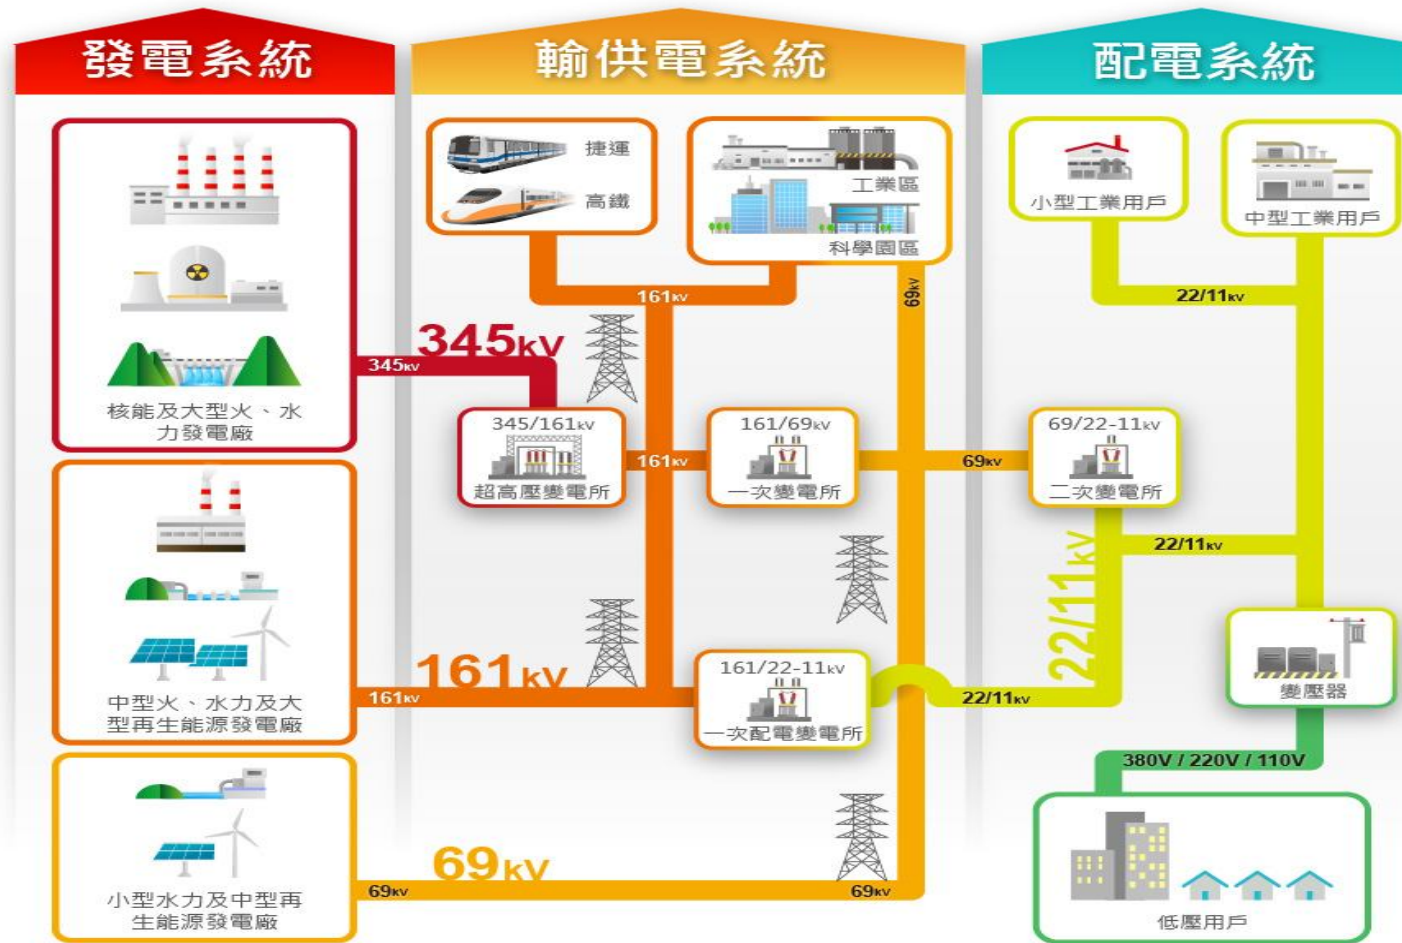 發電系統
輸供電系統
配電系統
核能及大型火、水
力發電廠
345kV
345kV
中型火、水力及大
型再生能源發電廠
161kV
161kV
小型水力及中型再
生能源發電廠
69kV
69kV
69kV
捷運
高鐵
工業區
科學園區
161kV
69kV
345/161kV
超高壓變電所
161kV
161/69kV
一次變電所
69kV
161/22-11kV
一次配電變電所
22/11kV
小型工業用戶
中型工業用戶
22/11kV
69/22-11kV
二次變電所
22/11kV
22/11kV
變壓器
380V / 220V / 110V
低壓用戶